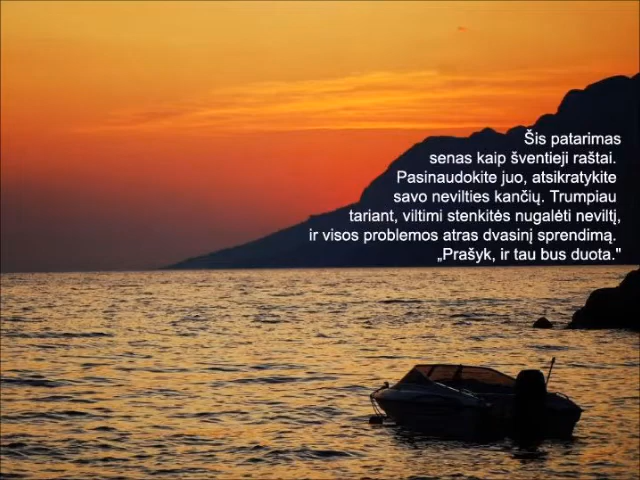 Šis patarimas
senas kaip šventieji raštai.
Pasinaudokite juo, atsikratykite
savo nevilties kančių. Trumpiau
tariant, viltimi stenkitės nugalėti neviltį,
ir visos problemos atras dvasinį sprendimą.
„Prašyk, ir tau bus duota."